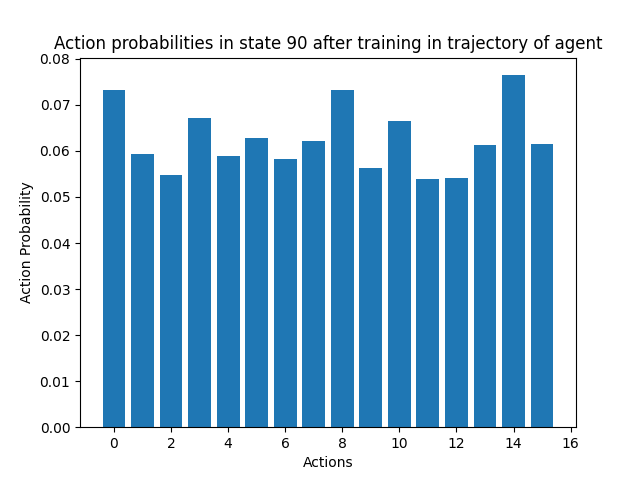 Action probabilities in state 90 after training in trajectory of agent
0.08
0.07
0.06
0.05
0.04
0.03
0.02
0.01
0.00
Action Probability
0 2 4 6 8 10 12 14 16
Actions